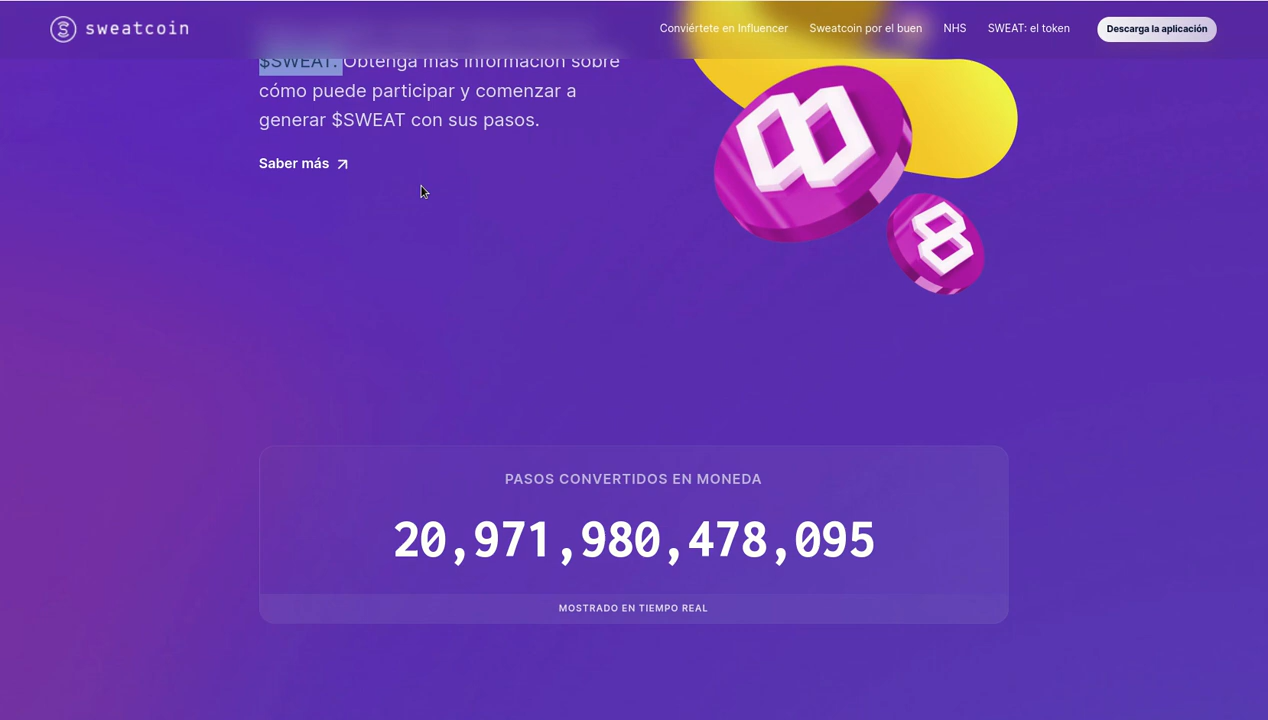 sweatcoin
Conviértete en Influencer
Sweatcoin por el buen
NHS
SWEAT: el token
Descarga la aplicación
$SWEAT. Obtenga más información sobre
cómo puede participar y comenzar a
generar $SWEAT con sus pasos.
Saber más
PASOS CONVERTIDOS EN MONEDA
20,971,980,478,095
MOSTRADO EN TIEMPO REAL